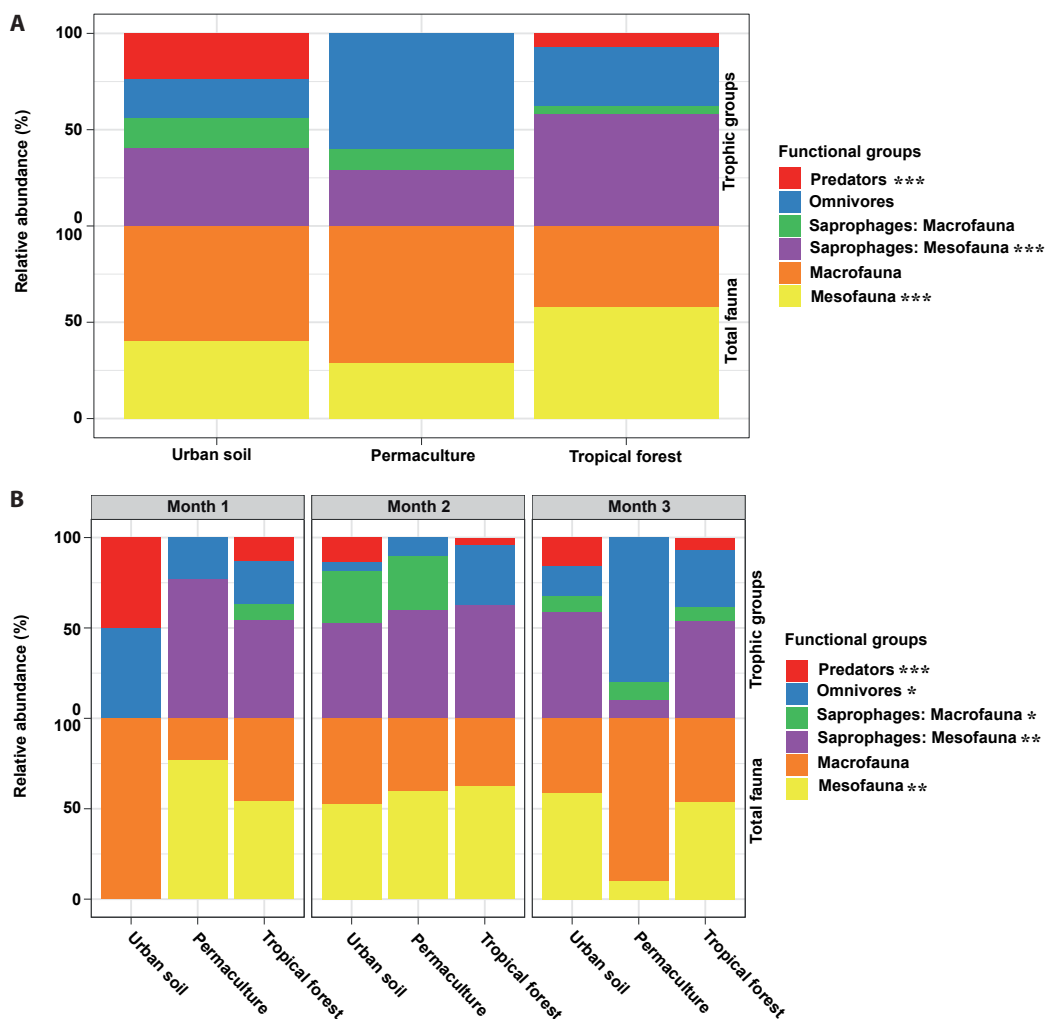 A
Relative abundance (%)
100
50
0
100
50
0
Trophic groups
Total fauna
Urban soil
Permaculture
Tropical forest
Functional groups
Predators ***
Omnivores
Saprophages: Macrofauna
Saprophages: Mesofauna ***
Macrofauna
Mesofauna ***
B
Month 1
Month 2
Month 3
Relative abundance (%)
100
50
0
100
50
0
Trophic groups
Total fauna
Urban soil
Permaculture
Tropical forest
Urban soil
Permaculture
Tropical forest
Urban soil
Permaculture
Tropical forest
Functional groups
Predators ***
Omnivores *
Saprophages: Macrofauna *
Saprophages: Mesofauna **
Macrofauna
Mesofauna **